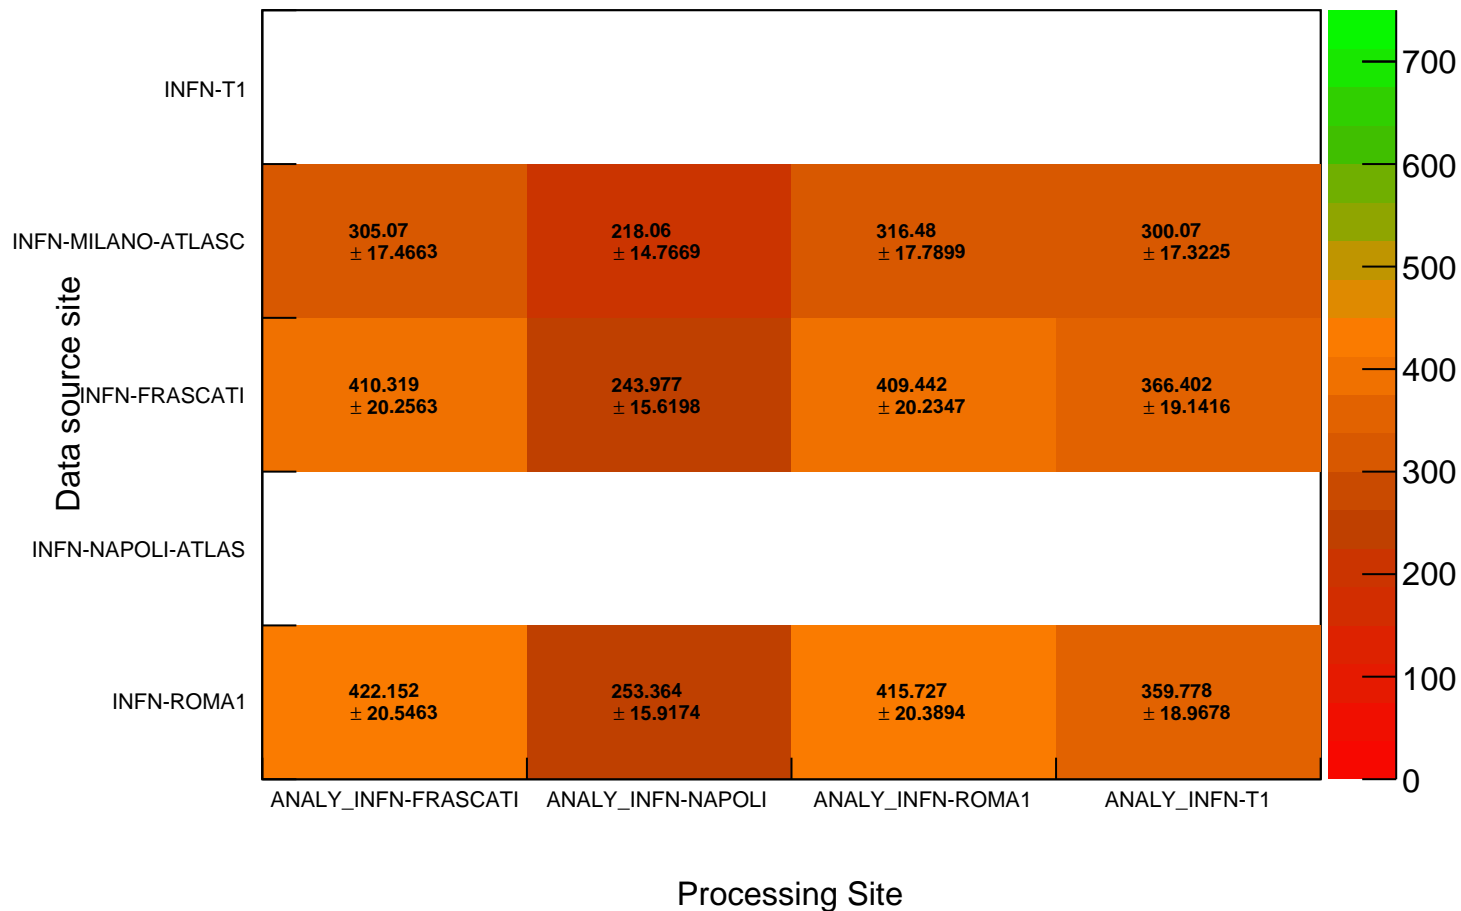 INFN-T1
INFN-MILANO-ATLASC
305.07
± 17.4663
218.06
± 14.7669
316.48
± 17.7899
300.07
± 17.3225
INFN-FRASCATI
410.319
± 20.2563
243.977
± 15.6198
409.442
± 20.2347
366.402
± 19.1416
INFN-NAPOLI-ATLAS
INFN-ROMA1
422.152
± 20.5463
253.364
± 15.9174
415.727
± 20.3894
359.778
± 18.9678
Data source site
ANALY_INFN-FRASCATI
ANALY_INFN-NAPOLI
ANALY_INFN-ROMA1
ANALY_INFN-T1
Processing Site
700
600
500
400
300
200
100
0